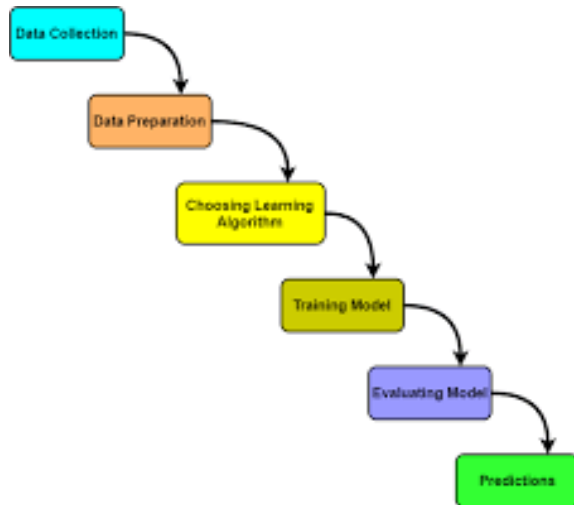 Data Collection
Data Preparation
Choosing Learning
Algorithm
Training Model
Evaluating Model
Predictions